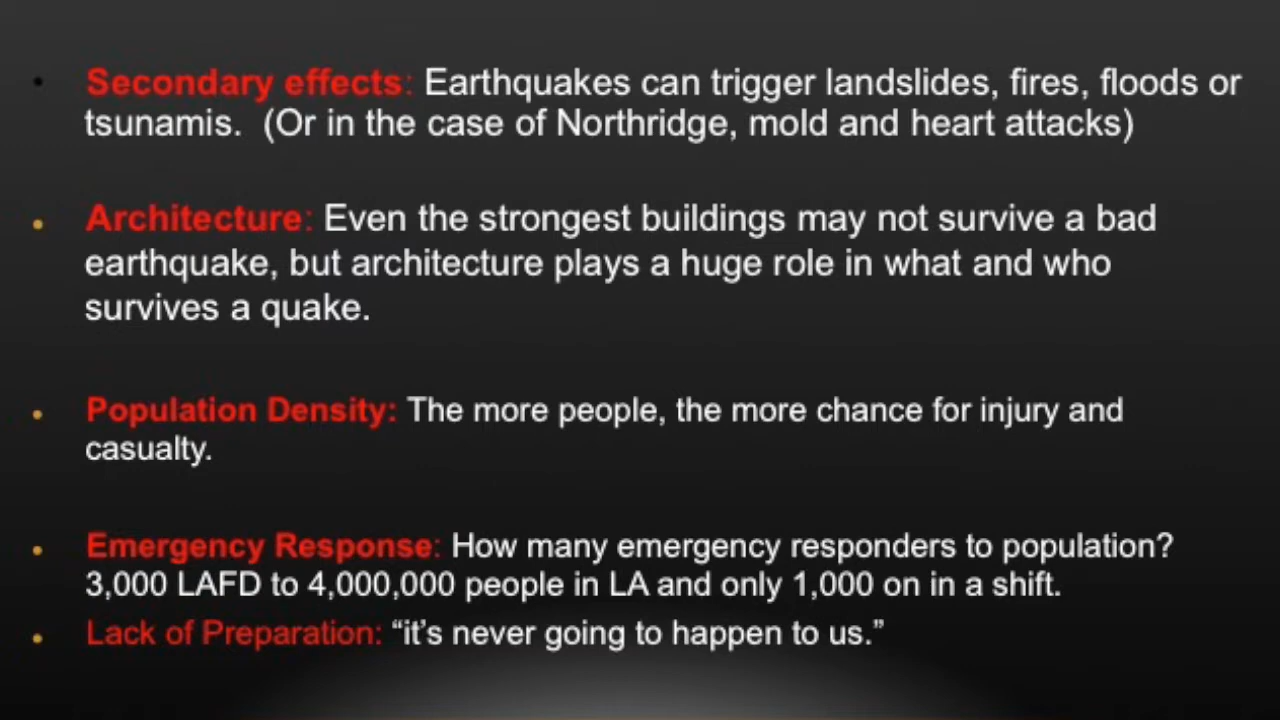 • Secondary effects: Earthquakes can trigger landslides, fires, floods or
tsunamis.  (Or in the case of Northridge, mold and heart attacks)
• Architecture: Even the strongest buildings may not survive a bad
earthquake, but architecture plays a huge role in what and who
survives a quake.
• Population Density: The more people, the more chance for injury and
casualty.
• Emergency Response: How many emergency responders to population?
3,000 LAFD to 4,000,000 people in LA and only 1,000 on in a shift.
• Lack of Preparation: “it’s never going to happen to us.”